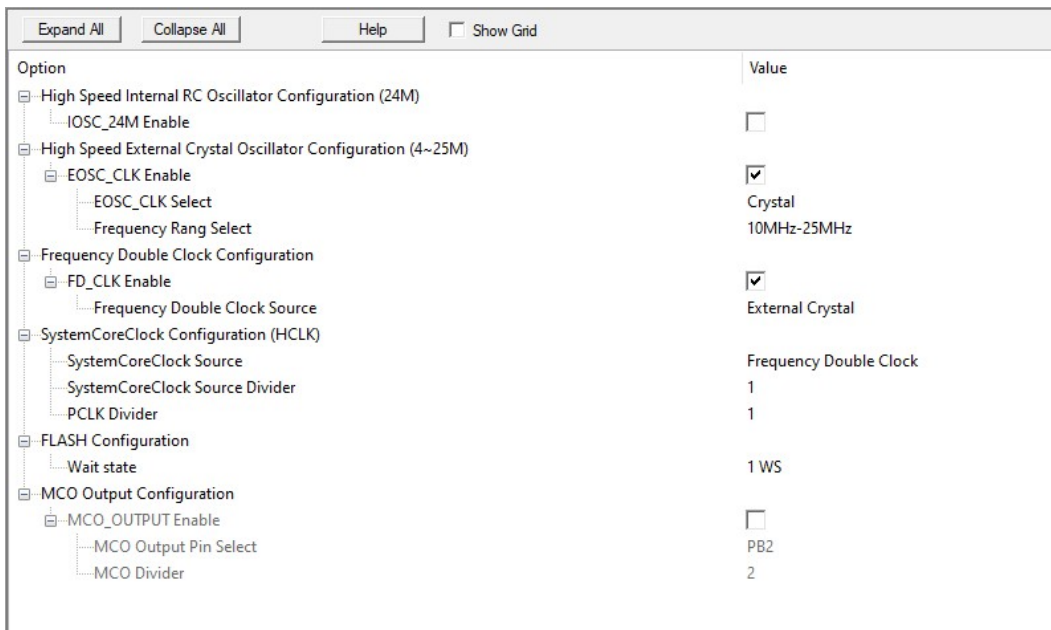 Expand All Collapse All Help Show Grid
Option Value
High Speed Internal RC Oscillator Configuration (24M)
IOSC_24M Enable
High Speed External Crystal Oscillator Configuration (4~25M)
EOSC_CLK Enable
EOSC_CLK Select Crystal
Frequency Rang Select 10MHz-25MHz
Frequency Double Clock Configuration
FD_CLK Enable
Frequency Double Clock Source External Crystal
SystemCoreClock Configuration (HCLK)
SystemCoreClock Source Frequency Double Clock
SystemCoreClock Source Divider 1
PCLK Divider 1
FLASH Configuration
Wait state 1 WS
MCO Output Configuration
MCO_OUTPUT Enable
MCO Output Pin Select PB2
MCO Divider 2